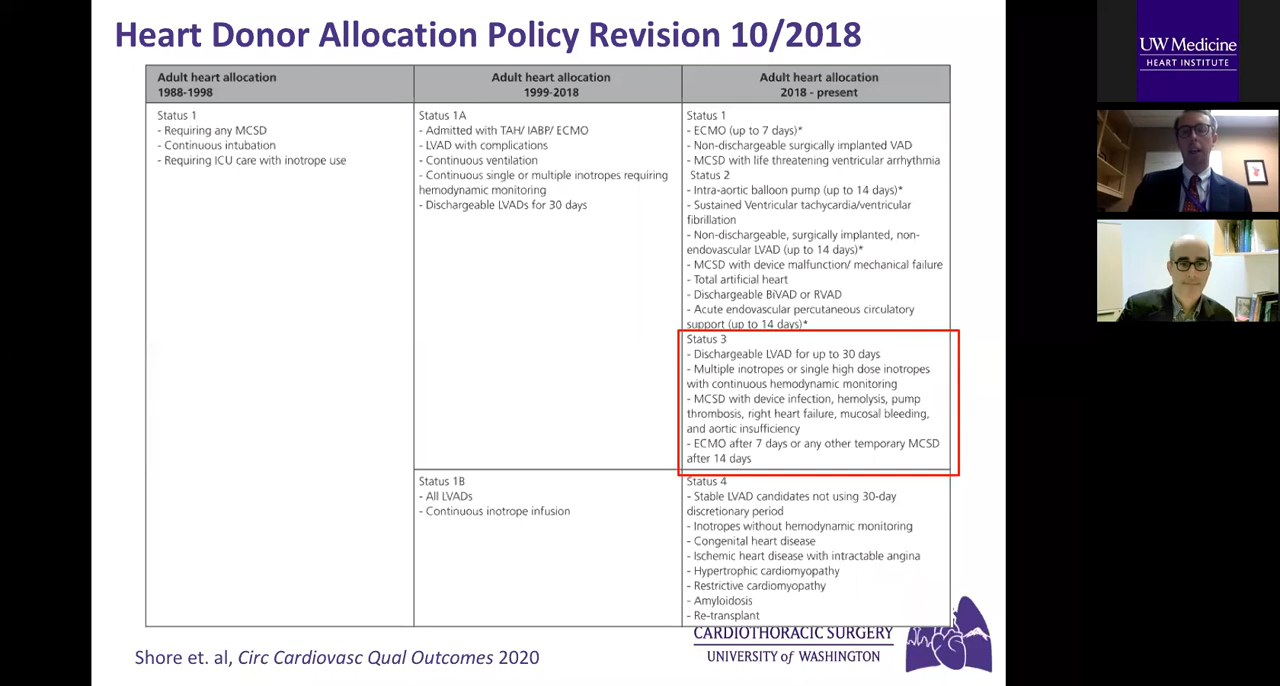 Heart Donor Allocation Policy Revision 10/2018
Adult heart allocation
1988-1998
Adult heart allocation
1999-2018
Adult heart allocation
2018 - present
Status 1
- Requiring any MCSD
- Continuous intubation
- Requiring ICU care with inotrope use
Status 1A
- Admitted with TAH/ IABP/ ECMO
- LVAD with complications
- Continuous ventilation
- Continuous single or multiple inotropes requiring
hemodynamic monitoring
- Dischargeable LVADs for 30 days
Status 1
- ECMO (up to 7 days)*
- Non-dischargeable surgically implanted VAD
- MCSD with life threatening ventricular arrhythmia
Status 2
- Intra-aortic balloon pump (up to 14 days)*
- Sustained Ventricular tachycardia/ventricular
fibrillation
- Non-dischargeable, surgically implanted, non-
endovascular LVAD (up to 14 days)*
- MCSD with device malfunction/ mechanical failure
- Total artificial heart
- Dischargeable BiVAD or RVAD
- Acute endovascular percutaneous circulatory
support (up to 14 days)*
Status 3
- Dischargeable LVAD for up to 30 days
- Multiple inotropes or single high dose inotropes
with continuous hemodynamic monitoring
- MCSD with device infection, hemolysis, pump
thrombosis, right heart failure, mucosal bleeding,
and aortic insufficiency
- ECMO after 7 days or any other temporary MCSD
after 14 days
Status 1B
- All LVADs
- Continuous inotrope infusion
Status 4
- Stable LVAD candidates not using 30-day
discretionary period
- Inotropes without hemodynamic monitoring
- Congenital heart disease
- Ischemic heart disease with intractable angina
- Hypertrophic cardiomyopathy
- Restrictive cardiomyopathy
- Amyloidosis
- Re-transplant
CARDIOTHORACIC SURGERY
UNIVERSITY of WASHINGTON
Shore et. al, Circ Cardiovasc Qual Outcomes 2020
UW Medicine
HEART INSTITUTE